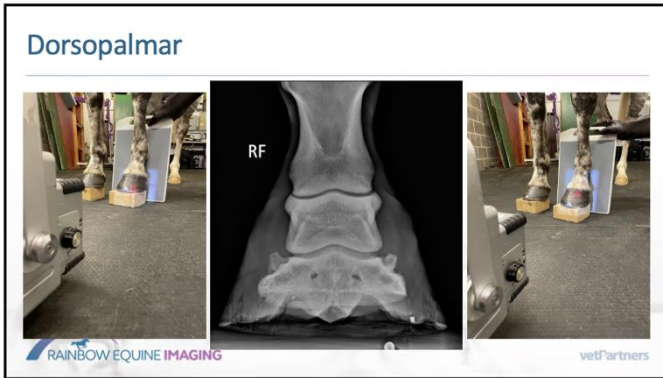 Dorsopalmar
RF
RAINBOW EQUINE IMAGING
vetPartners